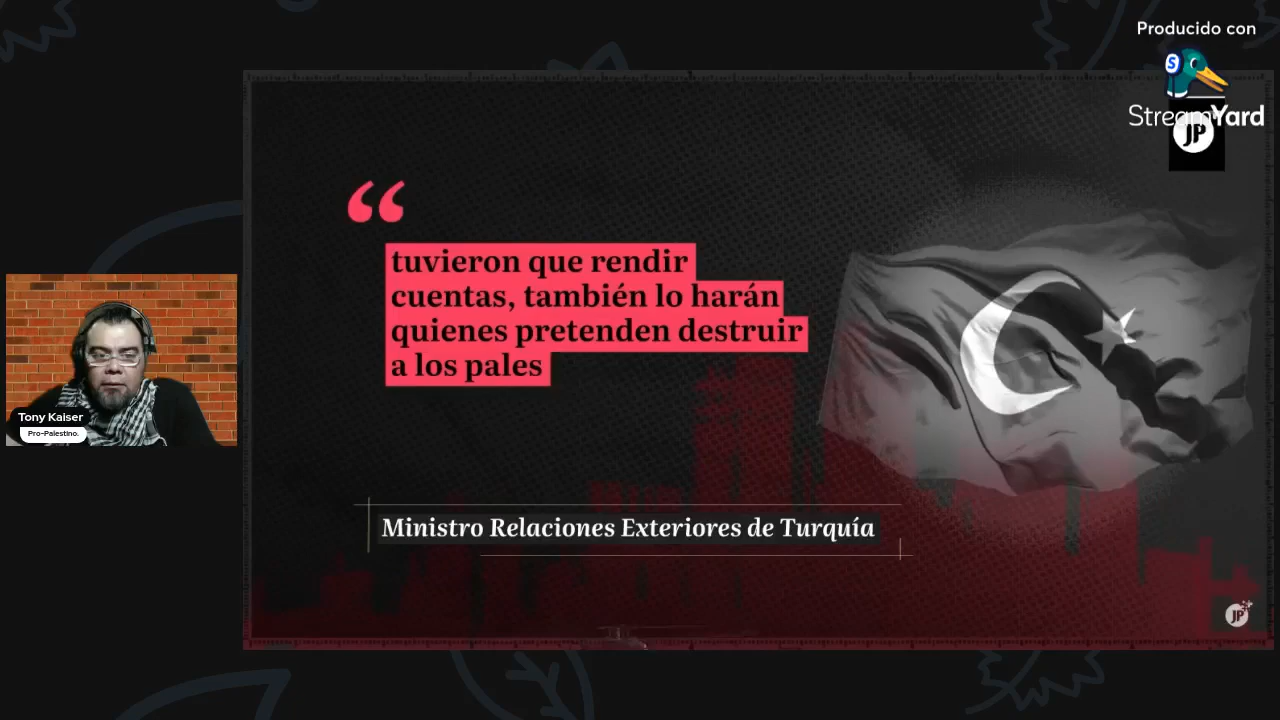 Producido con
S
StreamYard
JP
“
tuvieron que rendir
cuentas, también lo harán
quienes pretenden destruir
a los pales
Tony Kaiser
Pro-Palestino.
Ministro Relaciones Exteriores de Turquía
JP